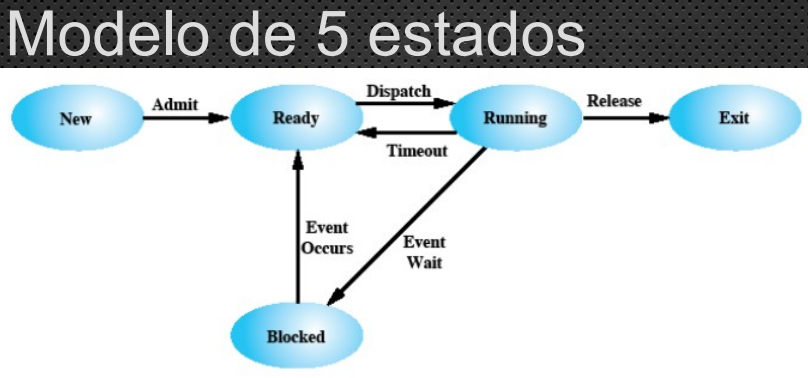 Modelo de 5 estados
New
Admit
Ready
Dispatch
Timeout
Running
Release
Exit
Event
Occurs
Event
Wait
Blocked